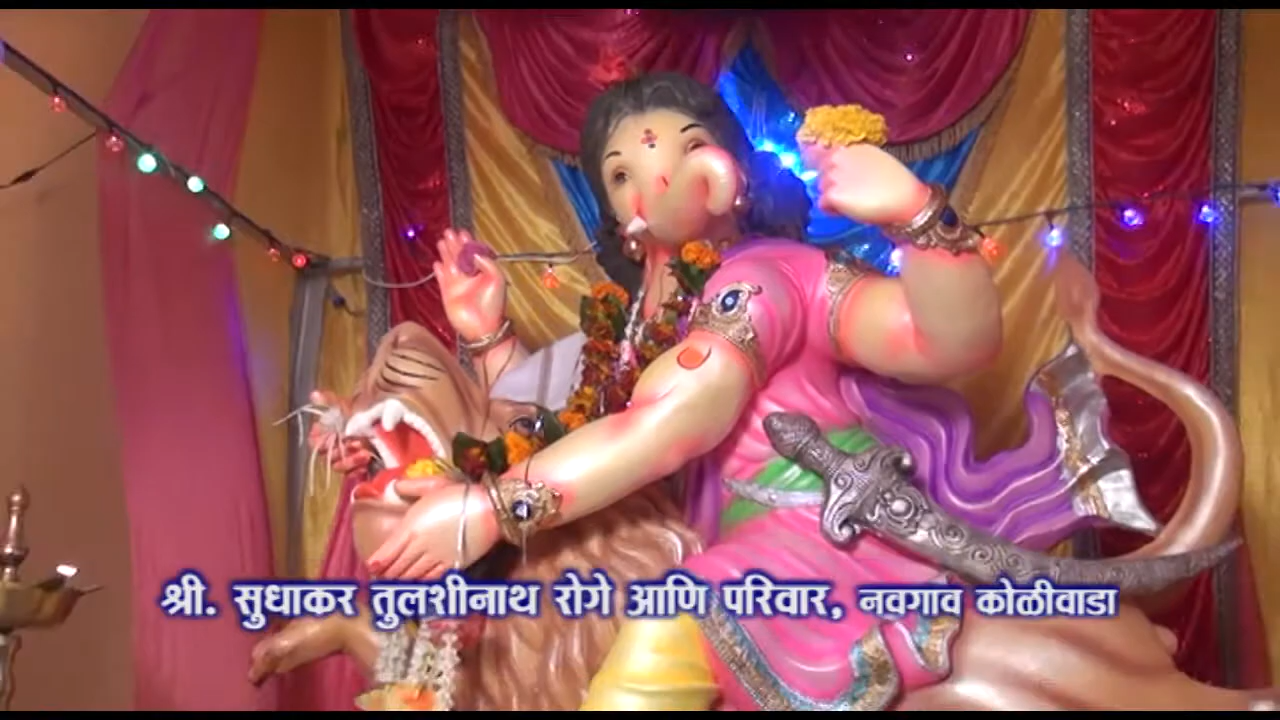 श्री. सुधाकर तुलशीनाथ रोगे आणि परिवार, नवगाव कोळीवाडा